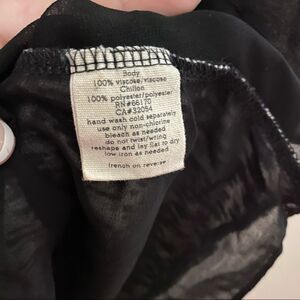 Body
100% viscose/viscose
Chiffon
100% polyester/polyester
RN#66170
CA#32054
hand wash cold separately
use only non-chlorine
bleach as needed
do not twist/wring
reshape and lay flat to dry
low iron as needed
french on reverse